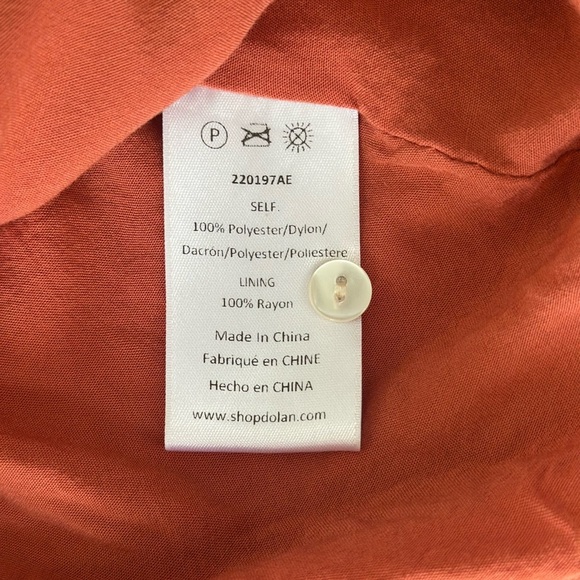 P
220197AE
SELF.
100% Polyester/Dylon/
Dacrón/Polyester/Poliestere
LINING
100% Rayon
Made In China
Fabriqué en CHINE
Hecho en CHINA
www.shopdolan.com